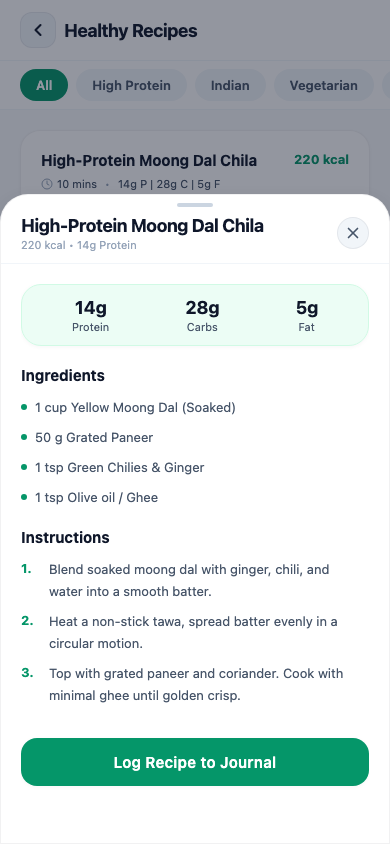 Healthy Recipes
All
High Protein
Indian
Vegetarian
High-Protein Moong Dal Chila
220 kcal
10 mins · 14g P | 28g C | 5g F
High-Protein Moong Dal Chila
220 kcal • 14g Protein
14g
Protein
28g
Carbs
5g
Fat
Ingredients
1 cup Yellow Moong Dal (Soaked)
50 g Grated Paneer
1 tsp Green Chilies & Ginger
1 tsp Olive oil / Ghee
Instructions
1. Blend soaked moong dal with ginger, chili, and
water into a smooth batter.
2. Heat a non-stick tawa, spread batter evenly in a
circular motion.
3. Top with grated paneer and coriander. Cook with
minimal ghee until golden crisp.
Log Recipe to Journal